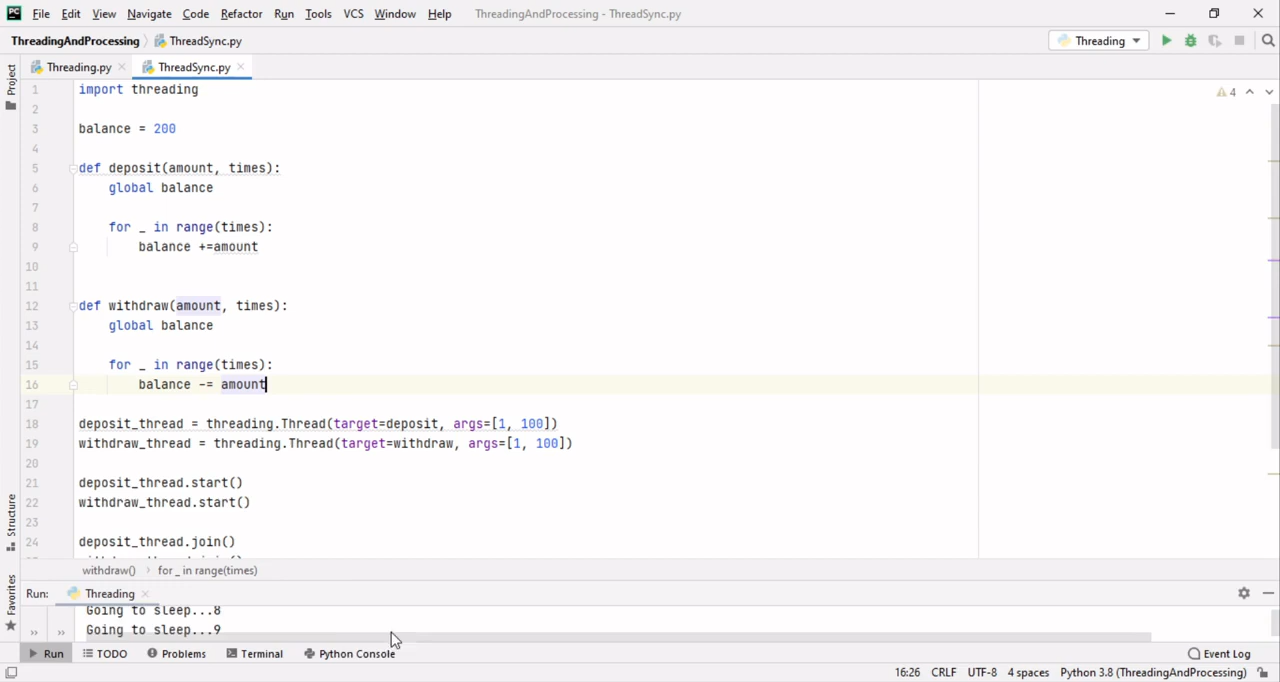 PC File Edit View Navigate Code Refactor Run Tools VCS Window Help ThreadingAndProcessing - ThreadSync.py
ThreadingAndProcessing ThreadSync.py Threading
Project
Threading.py ThreadSync.py
1 import threading 4
2
3 balance = 200
4
5 def deposit(amount, times):
6 global balance
7
8 for _ in range(times):
9 balance +=amount
10
11
12 def withdraw(amount, times):
13 global balance
14
15 for _ in range(times):
16 balance -= amount
17
18 deposit_thread = threading.Thread(target=deposit, args=[1, 100])
19 withdraw_thread = threading.Thread(target=withdraw, args=[1, 100])
20
21 deposit_thread.start()
22 withdraw_thread.start()
23
24 deposit_thread.join()
Structure
withdraw() for _ in range(times)
Favorites
Run: Threading
Going to sleep...8
Going to sleep...9
Run TODO Problems Terminal Python Console Event Log
16:26 CRLF UTF-8 4 spaces Python 3.8 (ThreadingAndProcessing)